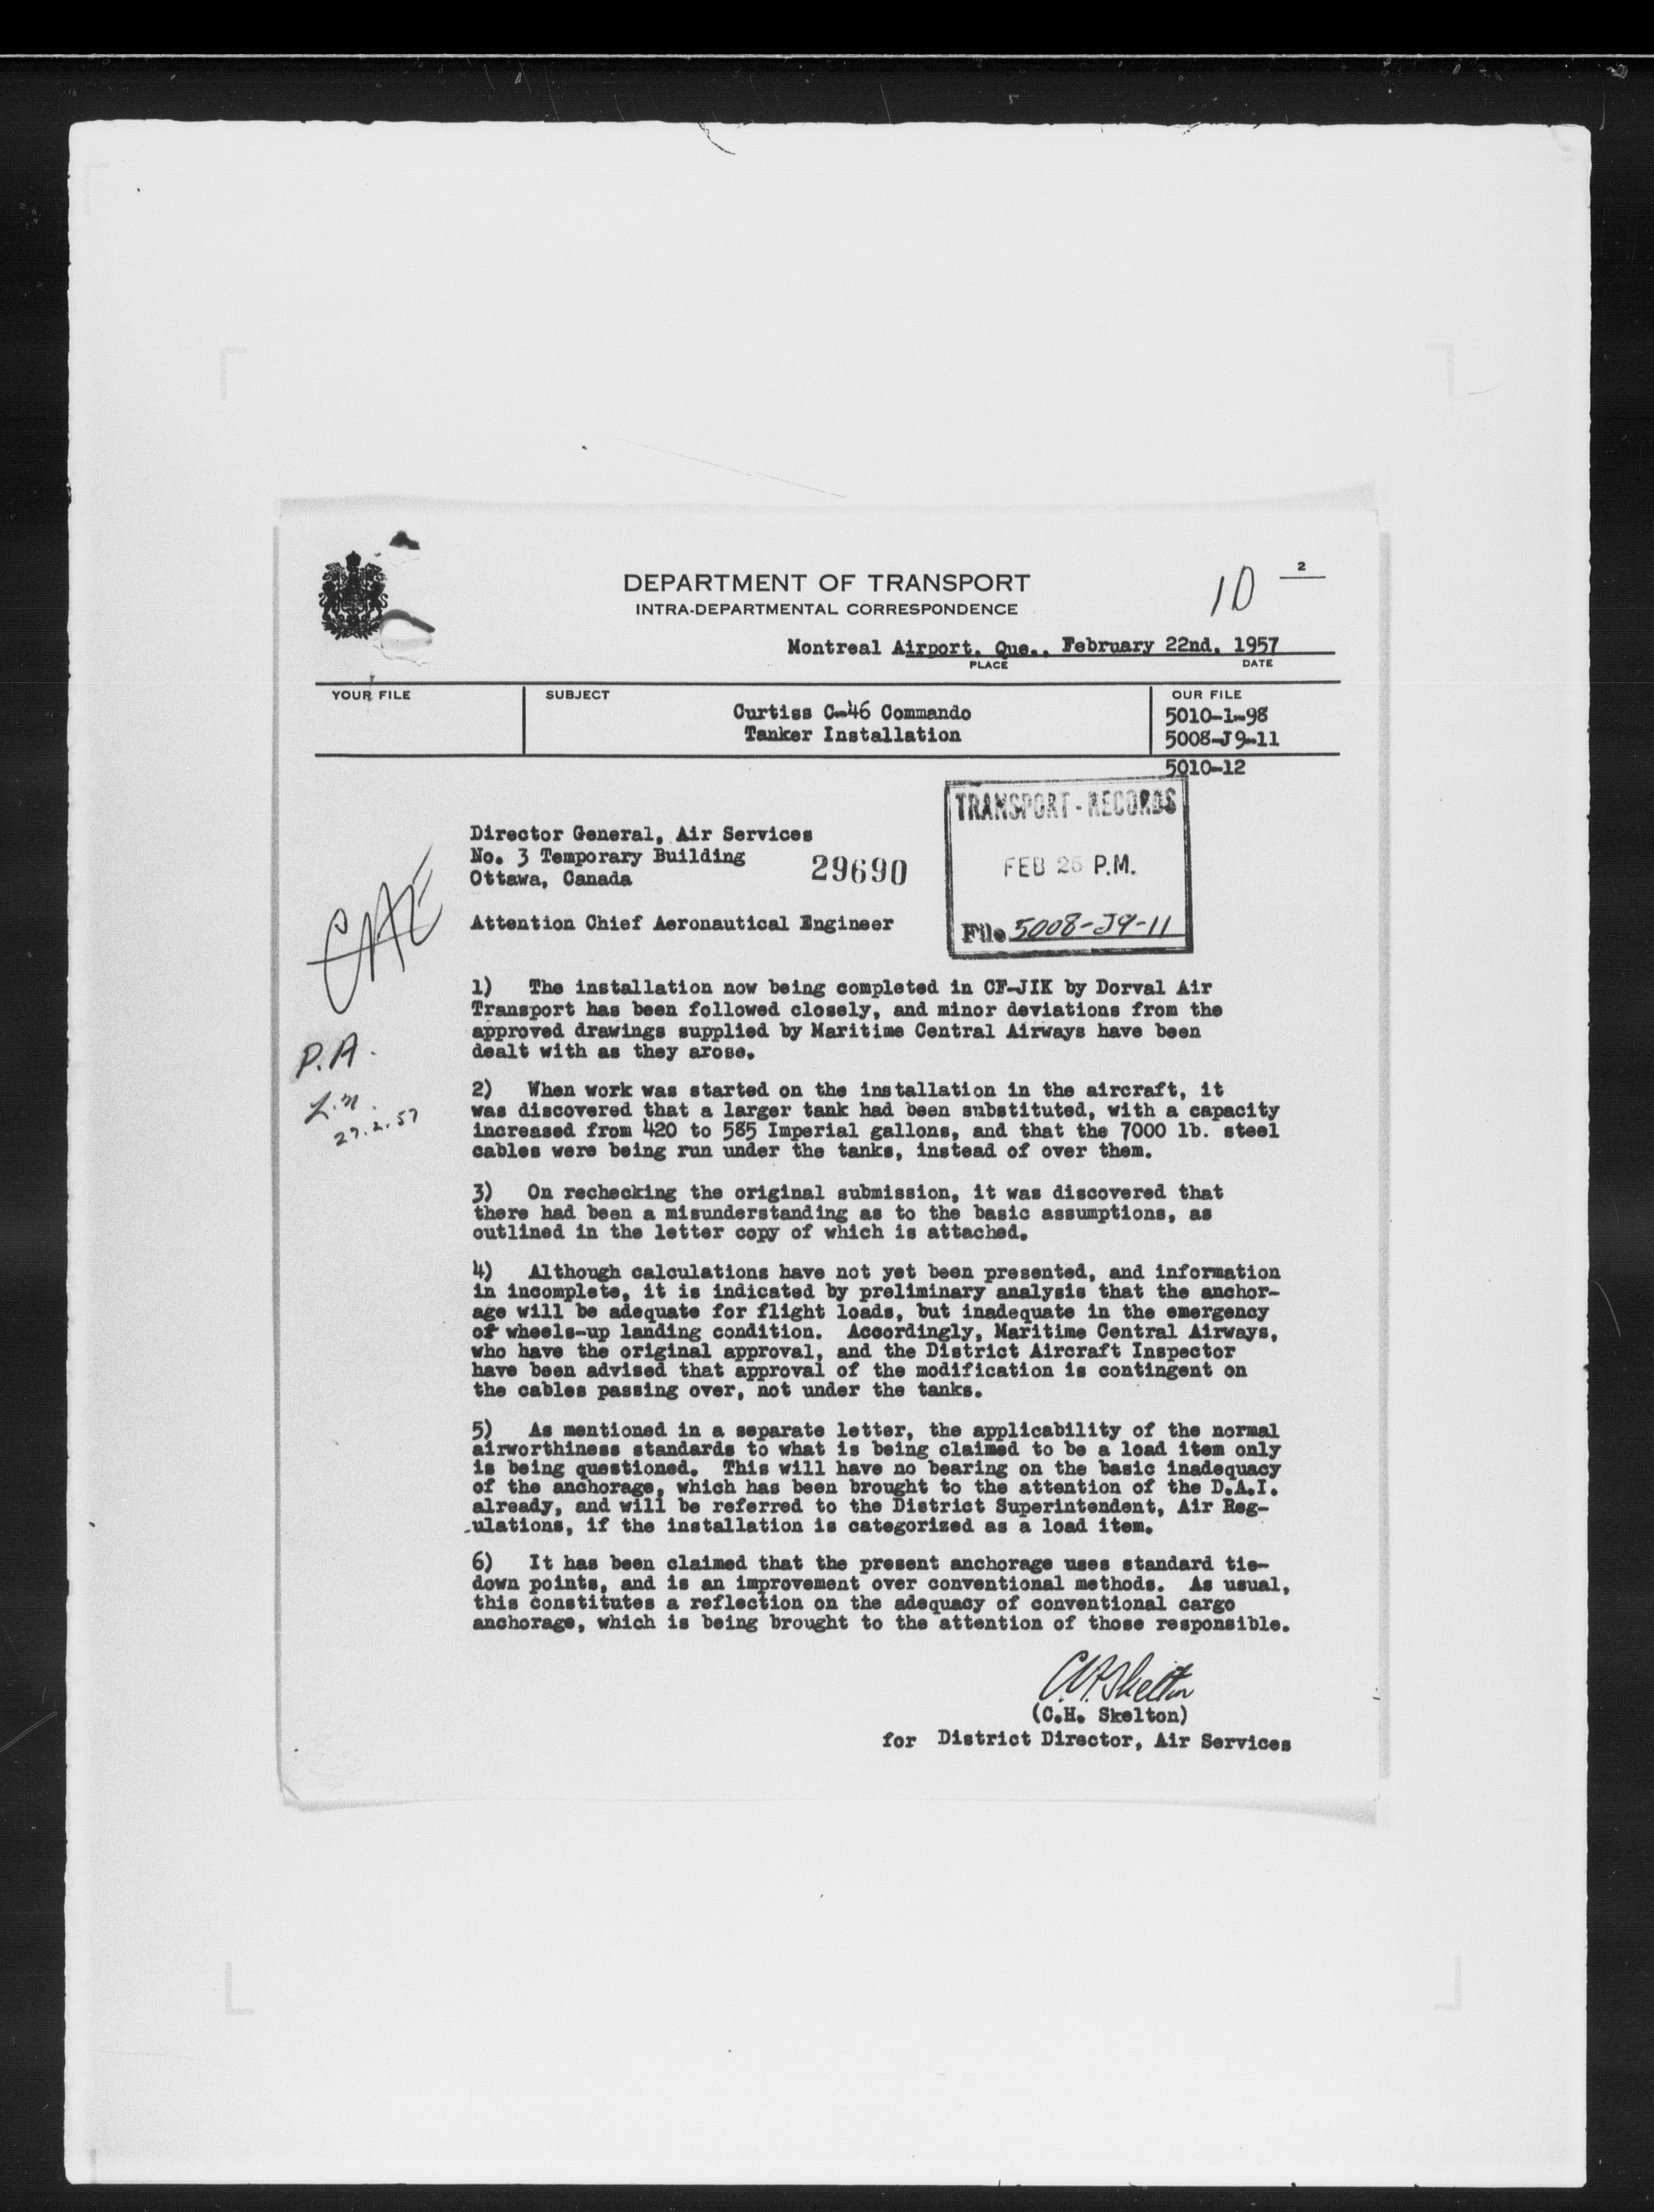 DEPARTMENT OF TRANSPORT
INTRA-DEPARTMENTAL CORRESPONDENCE
10
2
Montreal Airport, Que., February 22nd, 1957
PLACE
DATE
YOUR FILE
SUBJECT
OUR FILE
Curtiss C-46 Commando
Tanker Installation
5010-1-98
5008-J9-11
5010-12
TRANSPORT - RECORDS
FEB 25 P.M.
File 5008-J9-11
Director General, Air Services
No. 3 Temporary Building
Ottawa, Canada
29690
Attention Chief Aeronautical Engineer
CAE
P.A.
27.2.57
1) The installation now being completed in CF-JIK by Dorval Air
Transport has been followed closely, and minor deviations from the
approved drawings supplied by Maritime Central Airways have been
dealt with as they arose.
2) When work was started on the installation in the aircraft, it
was discovered that a larger tank had been substituted, with a capacity
increased from 420 to 585 Imperial gallons, and that the 7000 lb. steel
cables were being run under the tanks, instead of over them.
3) On rechecking the original submission, it was discovered that
there had been a misunderstanding as to the basic assumptions, as
outlined in the letter copy of which is attached.
4) Although calculations have not yet been presented, and information
in incomplete, it is indicated by preliminary analysis that the anchor-
age will be adequate for flight loads, but inadequate in the emergency
of wheels-up landing condition. Accordingly, Maritime Central Airways,
who have the original approval, and the District Aircraft Inspector
have been advised that approval of the modification is contingent on
the cables passing over, not under the tanks.
5) As mentioned in a separate letter, the applicability of the normal
airworthiness standards to what is being claimed to be a load item only
is being questioned. This will have no bearing on the basic inadequacy
of the anchorage, which has been brought to the attention of the D.A.I.
already, and will be referred to the District Superintendent, Air Reg-
ulations, if the installation is categorized as a load item.
6) It has been claimed that the present anchorage uses standard tie-
down points, and is an improvement over conventional methods. As usual,
this constitutes a reflection on the adequacy of conventional cargo
anchorage, which is being brought to the attention of those responsible.
C.H. Skelton
(C.H. Skelton)
for District Director, Air Services